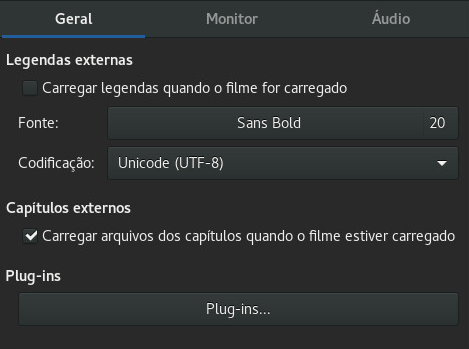 Geral Monitor Áudio
Legendas externas
Carregar legendas quando o filme for carregado
Fonte: Sans Bold 20
Codificação: Unicode (UTF-8)
Capítulos externos
Carregar arquivos dos capítulos quando o filme estiver carregado
Plug-ins
Plug-ins...